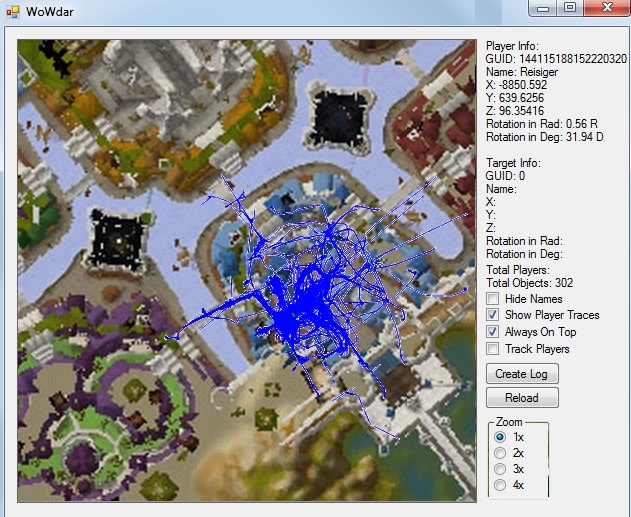 WoWdar
Player Info:
GUID: 144115188152220320
Name: Reisiger
X: -8850.592
Y: 639.6256
Z: 96.35416
Rotation in Rad: 0.56 R
Rotation in Deg: 31.94 D
Target Info:
GUID: 0
Name:
X:
Y:
Z:
Rotation in Rad:
Rotation in Deg:
Total Players:
Total Objects: 302
Hide Names
Show Player Traces
Always On Top
Track Players
Create Log
Reload
Zoom
1x
2x
3x
4x